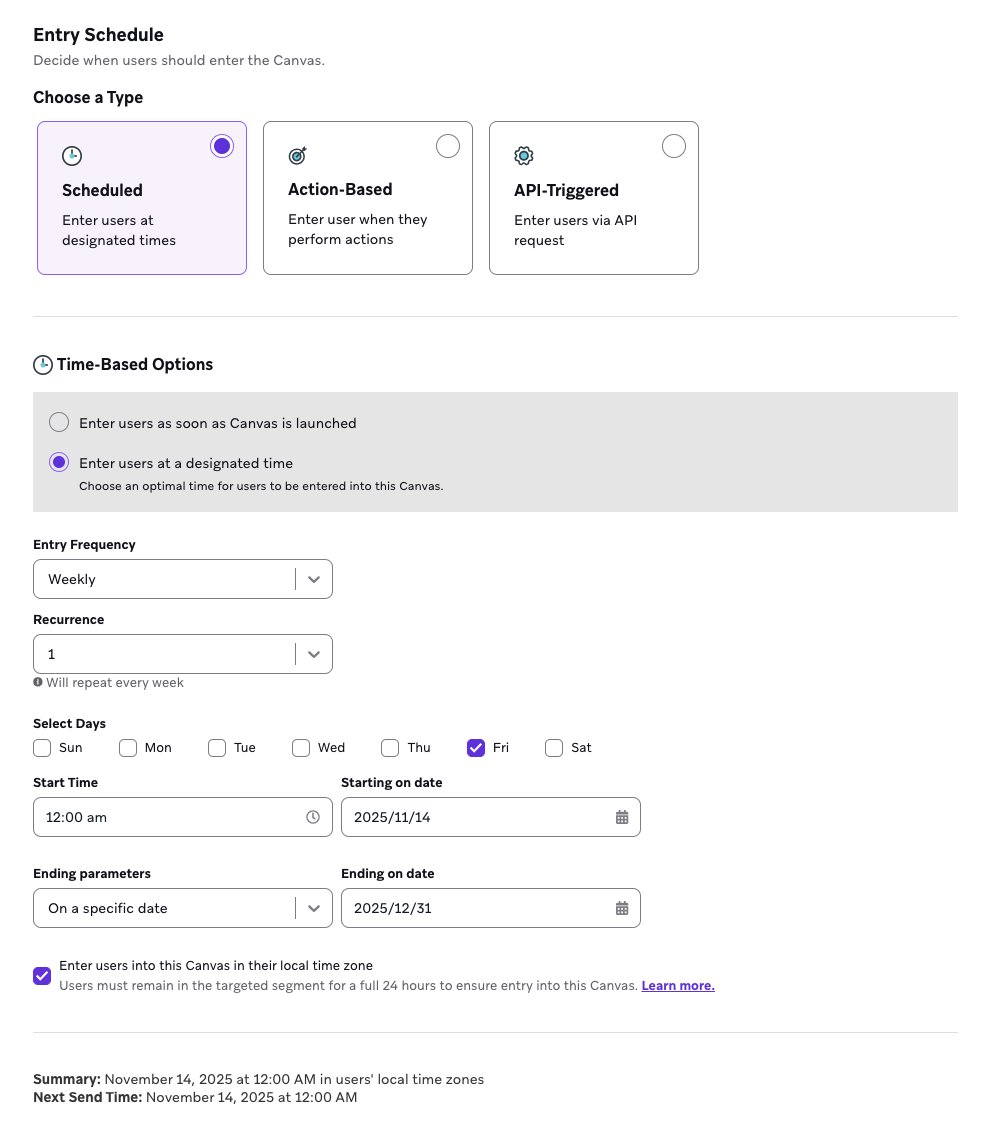 Entry Schedule
Decide when users should enter the Canvas.
Choose a Type
Scheduled
Enter users at
designated times
Action-Based
Enter user when they
perform actions
API-Triggered
Enter users via API
request
Time-Based Options
Enter users as soon as Canvas is launched
Enter users at a designated time
Choose an optimal time for users to be entered into this Canvas.
Entry Frequency
Weekly
Recurrence
1
Will repeat every week
Select Days
Sun Mon Tue Wed Thu Fri Sat
Start Time Starting on date
12:00 am 2025/11/14
Ending parameters Ending on date
On a specific date 2025/12/31
Enter users into this Canvas in their local time zone
Users must remain in the targeted segment for a full 24 hours to ensure entry into this Canvas. Learn more.
Summary: November 14, 2025 at 12:00 AM in users' local time zones
Next Send Time: November 14, 2025 at 12:00 AM